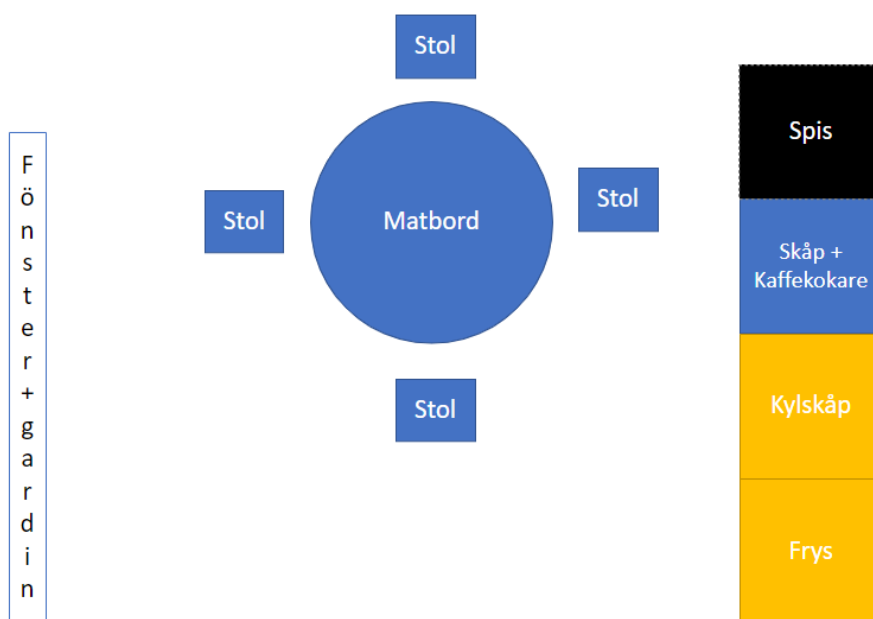 Stol
Spis
F
ö
n
s
t
e
r
+
g
a
r
d
i
n
Stol
Matbord
Stol
Skåp +
Kaffekokare
Stol
Kylskåp
Frys